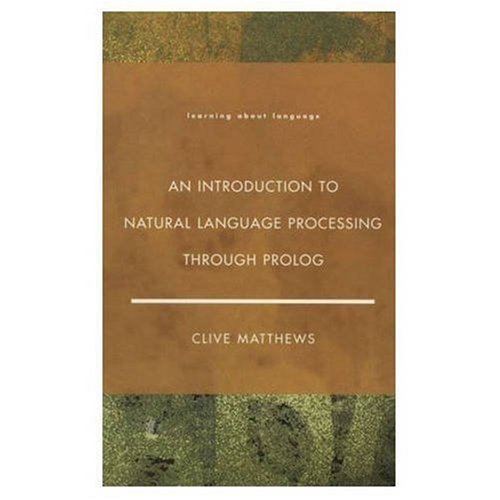 learning about language
AN INTRODUCTION TO
NATURAL LANGUAGE PROCESSING
THROUGH PROLOG
CLIVE MATTHEWS